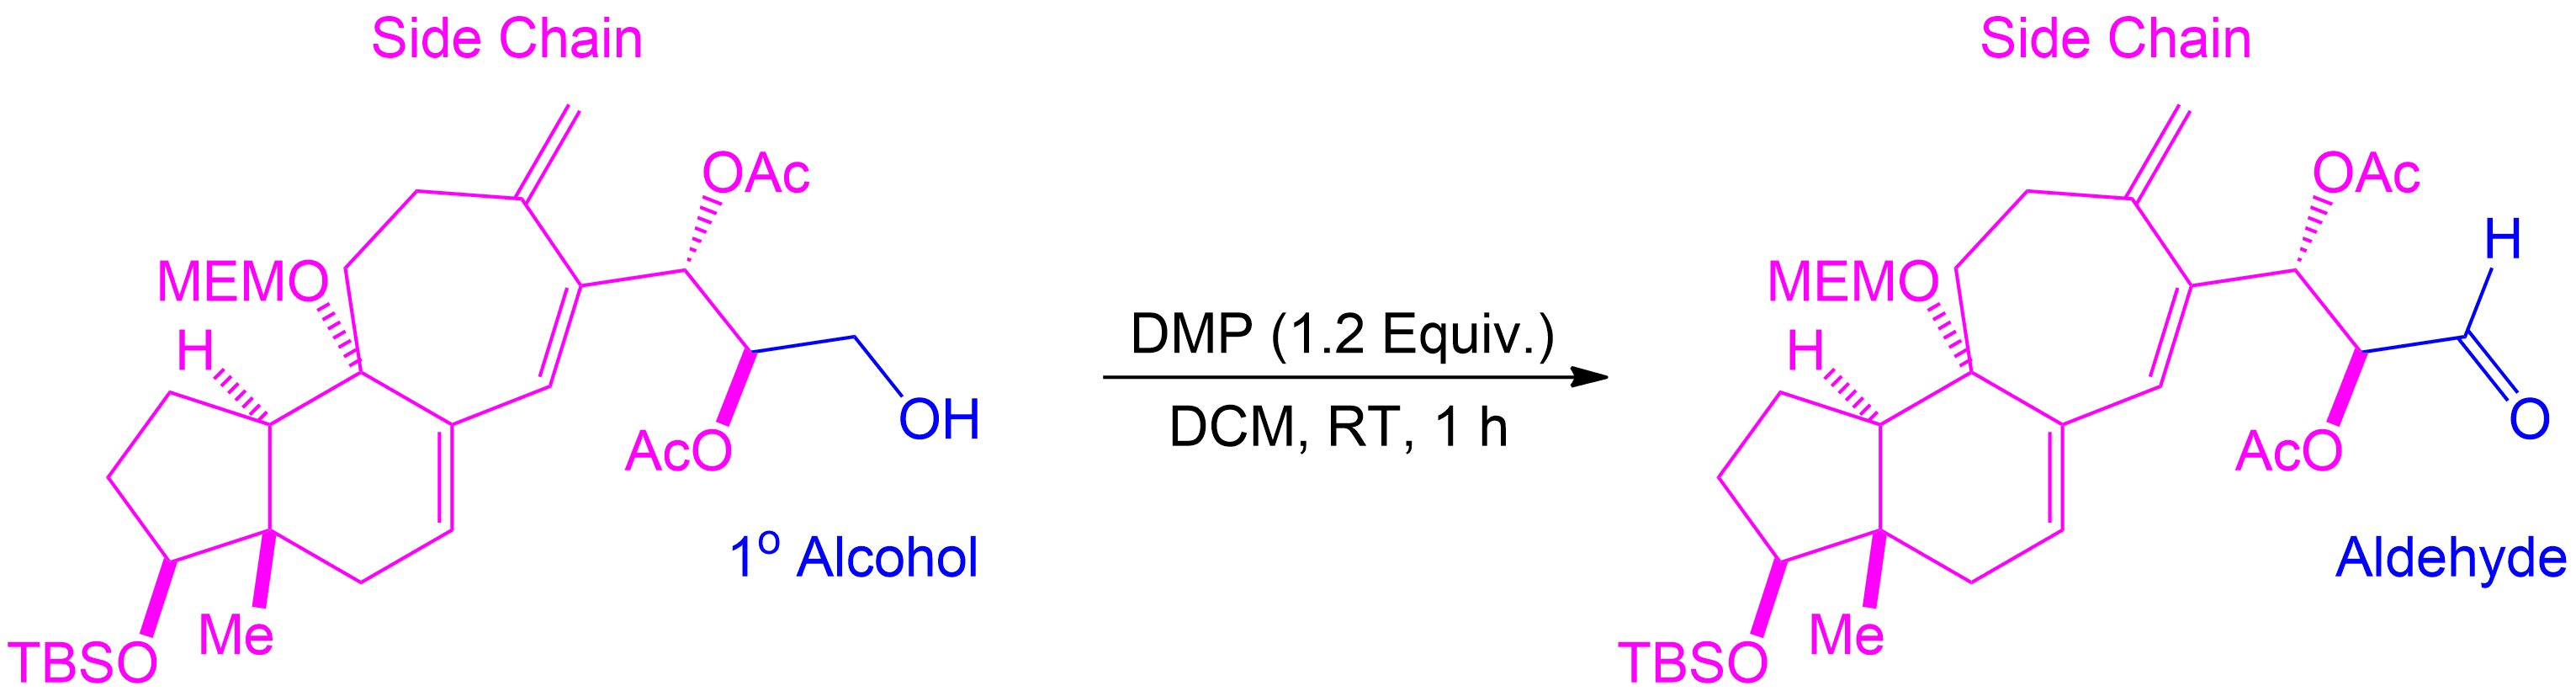 Side Chain
Side Chain
OAc
OAc
H
MEMO
MEMO
DMP (1.2 Equiv.)
H
H
DCM, RT, 1 h
OH
O
AcO
AcO
1o Alcohol
Aldehyde
Me
Me
TBSO
TBSO